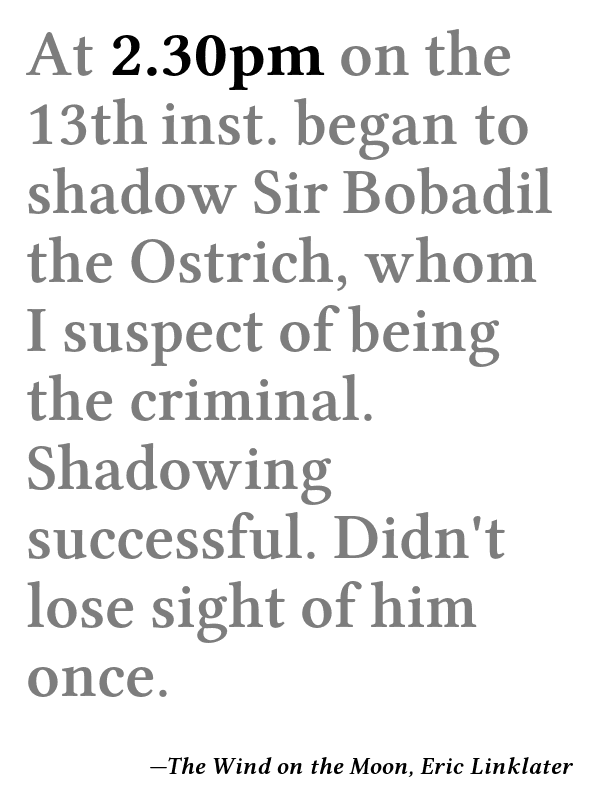 At 2.30pm on the
13th inst. began to
shadow Sir Bobadil
the Ostrich, whom
I suspect of being
the criminal.
Shadowing
successful. Didn't
lose sight of him
once.
—The Wind on the Moon, Eric Linklater